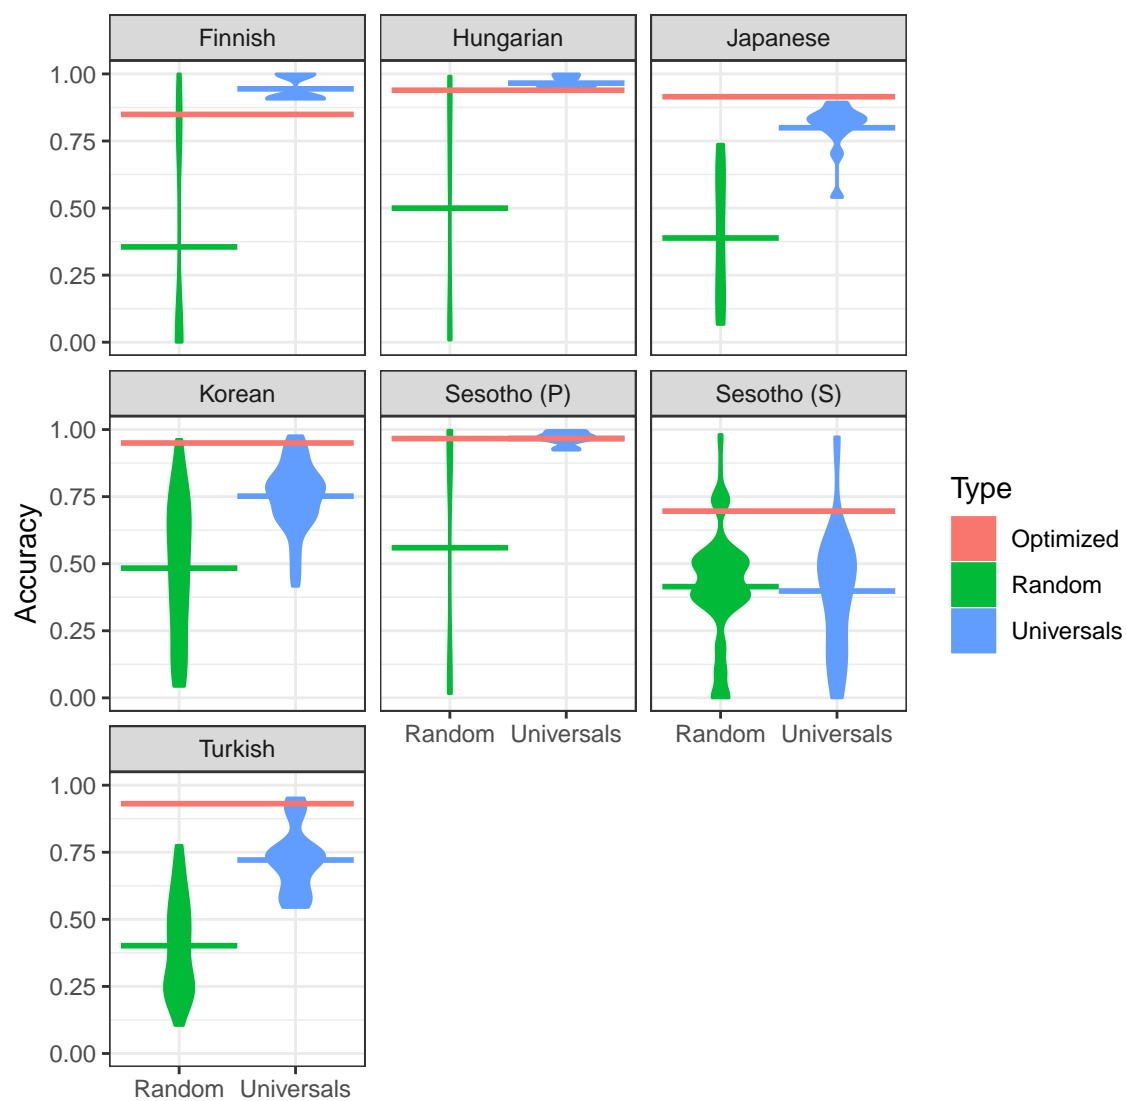 Finnish
Hungarian
Japanese
1.00
0.75
0.50
0.25
0.00
Korean
Sesotho (P)
Sesotho (S)
1.00
0.75
0.50
0.25
0.00
Accuracy
Random Universals
Random Universals
Turkish
1.00
0.75
0.50
0.25
0.00
Random Universals
Type
Optimized
Random
Universals